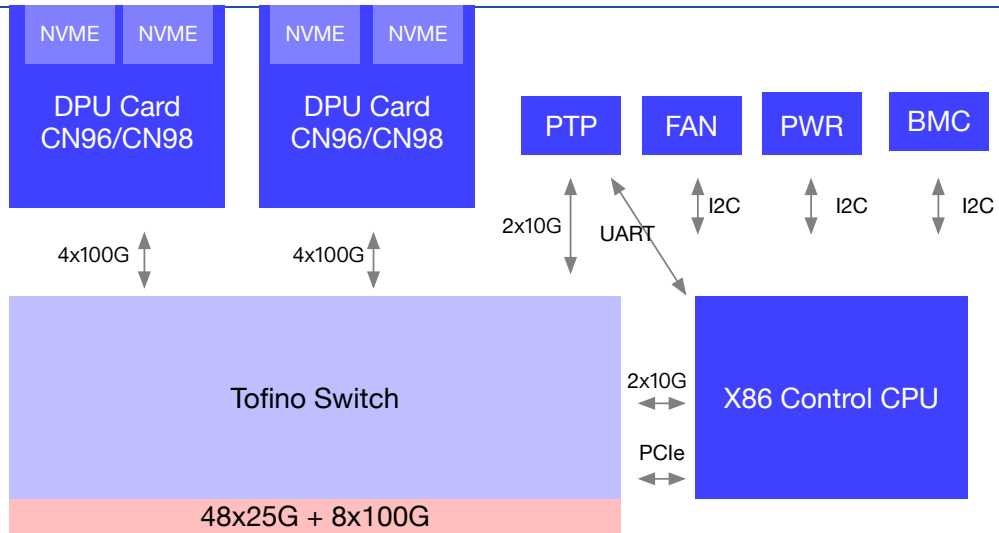 NVME NVME NVME NVME
DPU Card
CN96/CN98
DPU Card
CN96/CN98
PTP FAN PWR BMC
4x100G 4x100G 2x10G UART I2C I2C I2C
Tofino Switch
2x10G
PCIe
X86 Control CPU
48x25G + 8x100G